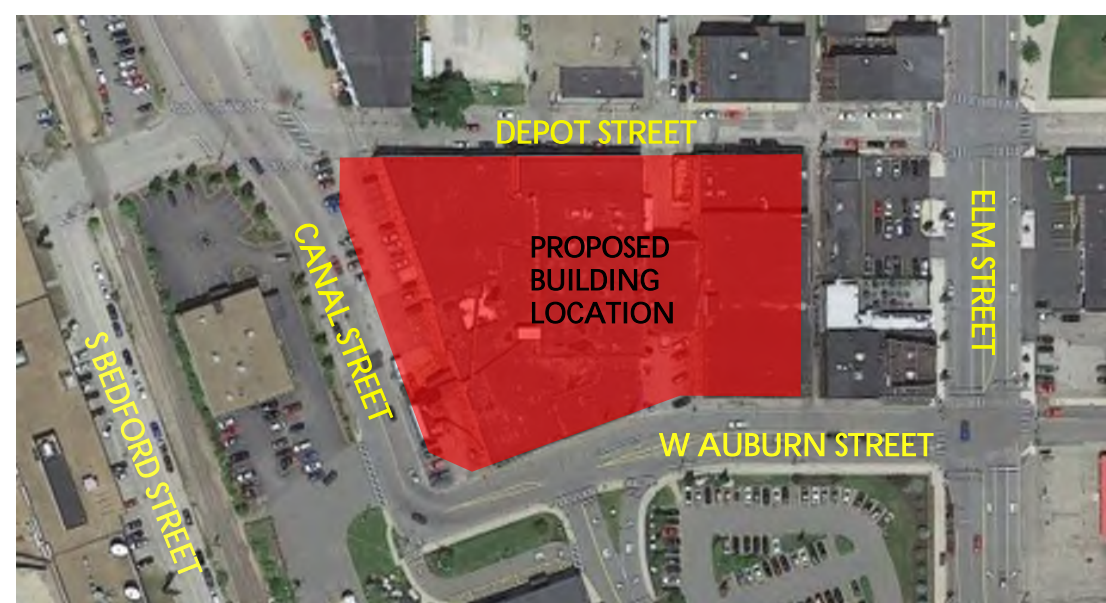 DEPOT STREET
PROPOSED
BUILDING
LOCATION
ELM STREET
CANAL STREET
S BEDFORD STREET
W AUBURN STREET